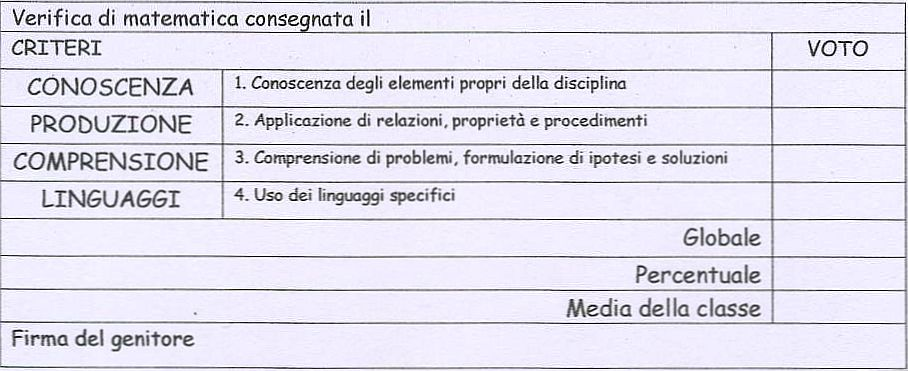 Verifica di matematica consegnata il
CRITERI VOTO
CONOSCENZA 1. Conoscenza degli elementi propri della disciplina
PRODUZIONE 2. Applicazione di relazioni, proprietà e procedimenti
COMPRENSIONE 3. Comprensione di problemi, formulazione di ipotesi e soluzioni
LINGUAGGI 4. Uso dei linguaggi specifici
Globale
Percentuale
Media della classe
Firma del genitore